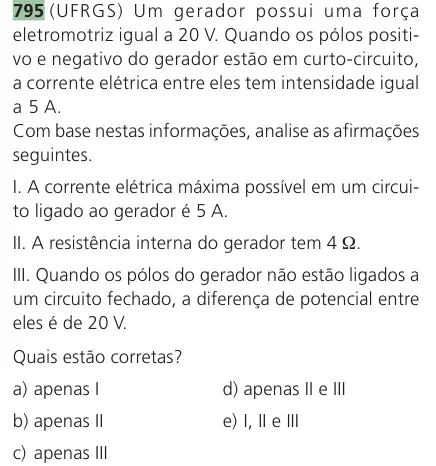 795 (UFRGS) Um gerador possui uma força
eletromotriz igual a 20 V. Quando os pólos positi-
vo e negativo do gerador estão em curto-circuito,
a corrente elétrica entre eles tem intensidade igual
a 5 A.
Com base nestas informações, analise as afirmações
seguintes.
I. A corrente elétrica máxima possível em um circui-
to ligado ao gerador é 5 A.
II. A resistência interna do gerador tem 4 Ω.
III. Quando os pólos do gerador não estão ligados a
um circuito fechado, a diferença de potencial entre
eles é de 20 V.
Quais estão corretas?
a) apenas I
b) apenas II
c) apenas III
d) apenas II e III
e) I, II e III